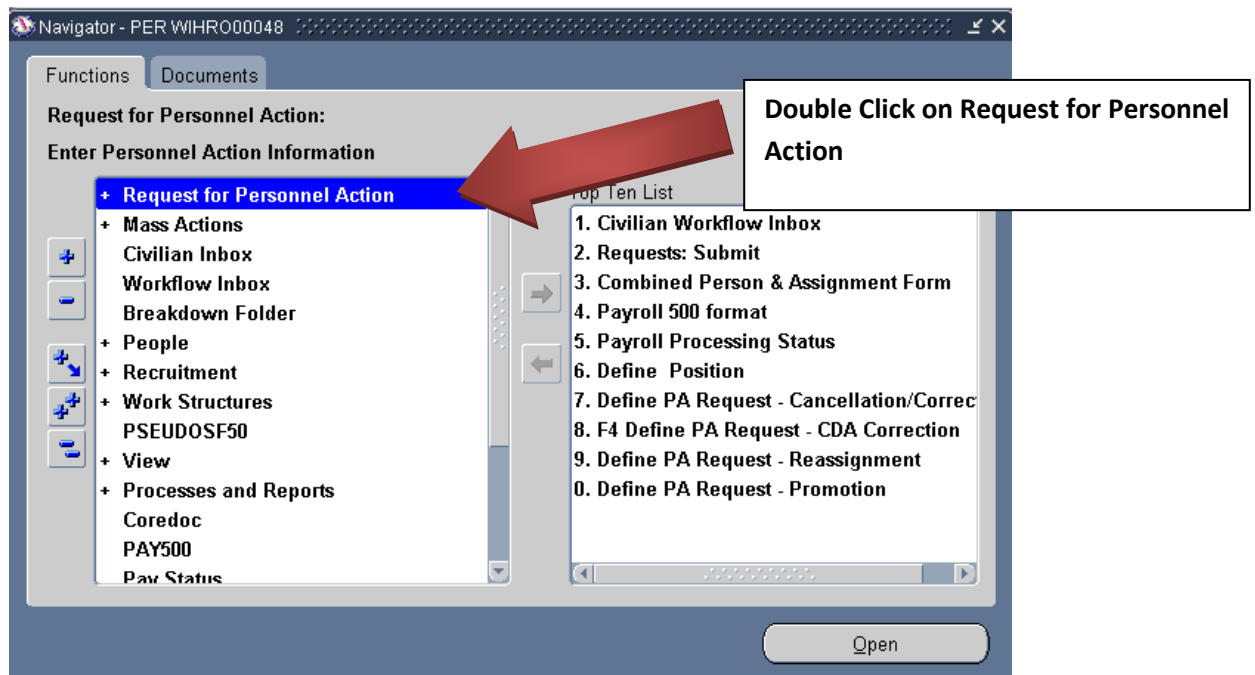 Navigator - PER WIHRO00048
Functions Documents
Request for Personnel Action:
Enter Personnel Action Information
Double Click on Request for Personnel
Action
+ Request for Personnel Action
+ Mass Actions
Civilian Inbox
Workflow Inbox
Breakdown Folder
+ People
+ Recruitment
+ Work Structures
PSEUDOSF50
+ View
+ Processes and Reports
Coredoc
PAY500
Pay Status
Top Ten List
1. Civilian Workflow Inbox
2. Requests: Submit
3. Combined Person & Assignment Form
4. Payroll 500 format
5. Payroll Processing Status
6. Define Position
7. Define PA Request - Cancellation/Correc
8. F4 Define PA Request - CDA Correction
9. Define PA Request - Reassignment
0. Define PA Request - Promotion
Open